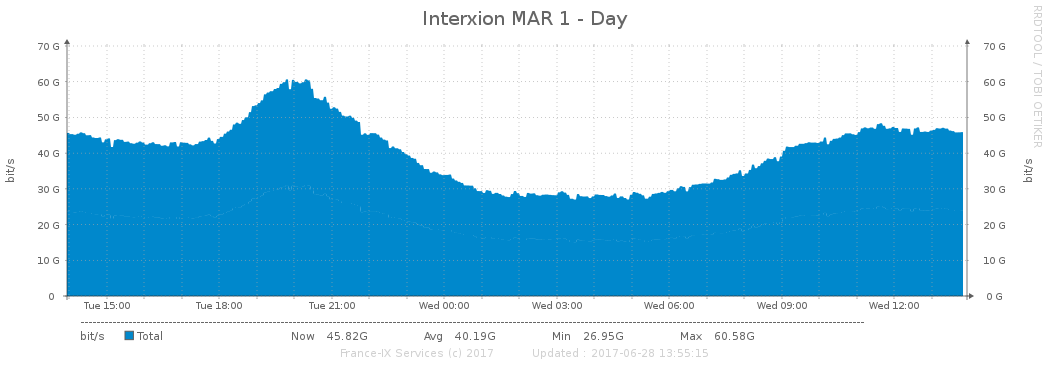 Interxion MAR 1 - Day
RRDTOOL / TOBI OETIKER
70 G 70 G
60 G 60 G
50 G 50 G
40 G 40 G
30 G 30 G
20 G 20 G
10 G 10 G
0 0 G
bit/s bit/s
Tue 15:00 Tue 18:00 Tue 21:00 Wed 00:00 Wed 03:00 Wed 06:00 Wed 09:00 Wed 12:00
bit/s Total Now 45.82G Avg 40.19G Min 26.95G Max 60.58G
France-IX Services (c) 2017 Updated : 2017-06-28 13:55:15